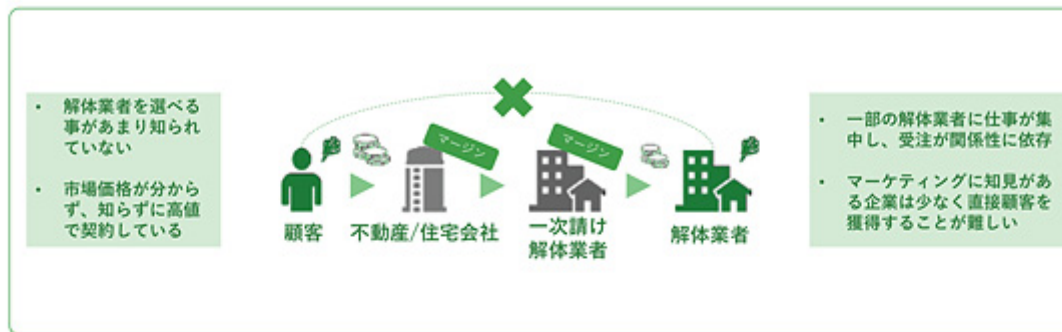 • 解体業者を選べる
事があまり知られ
ていない
• 市場価格が分から
ず、知らずに高値
で契約している
マージン
マージン
顧客
不動産/住宅会社
一次請け
解体業者
解体業者
• 一部の解体業者に仕事が集
中し、受注が関係性に依存
• マーケティングに知見があ
る企業は少なく直接顧客を
獲得することが難しい